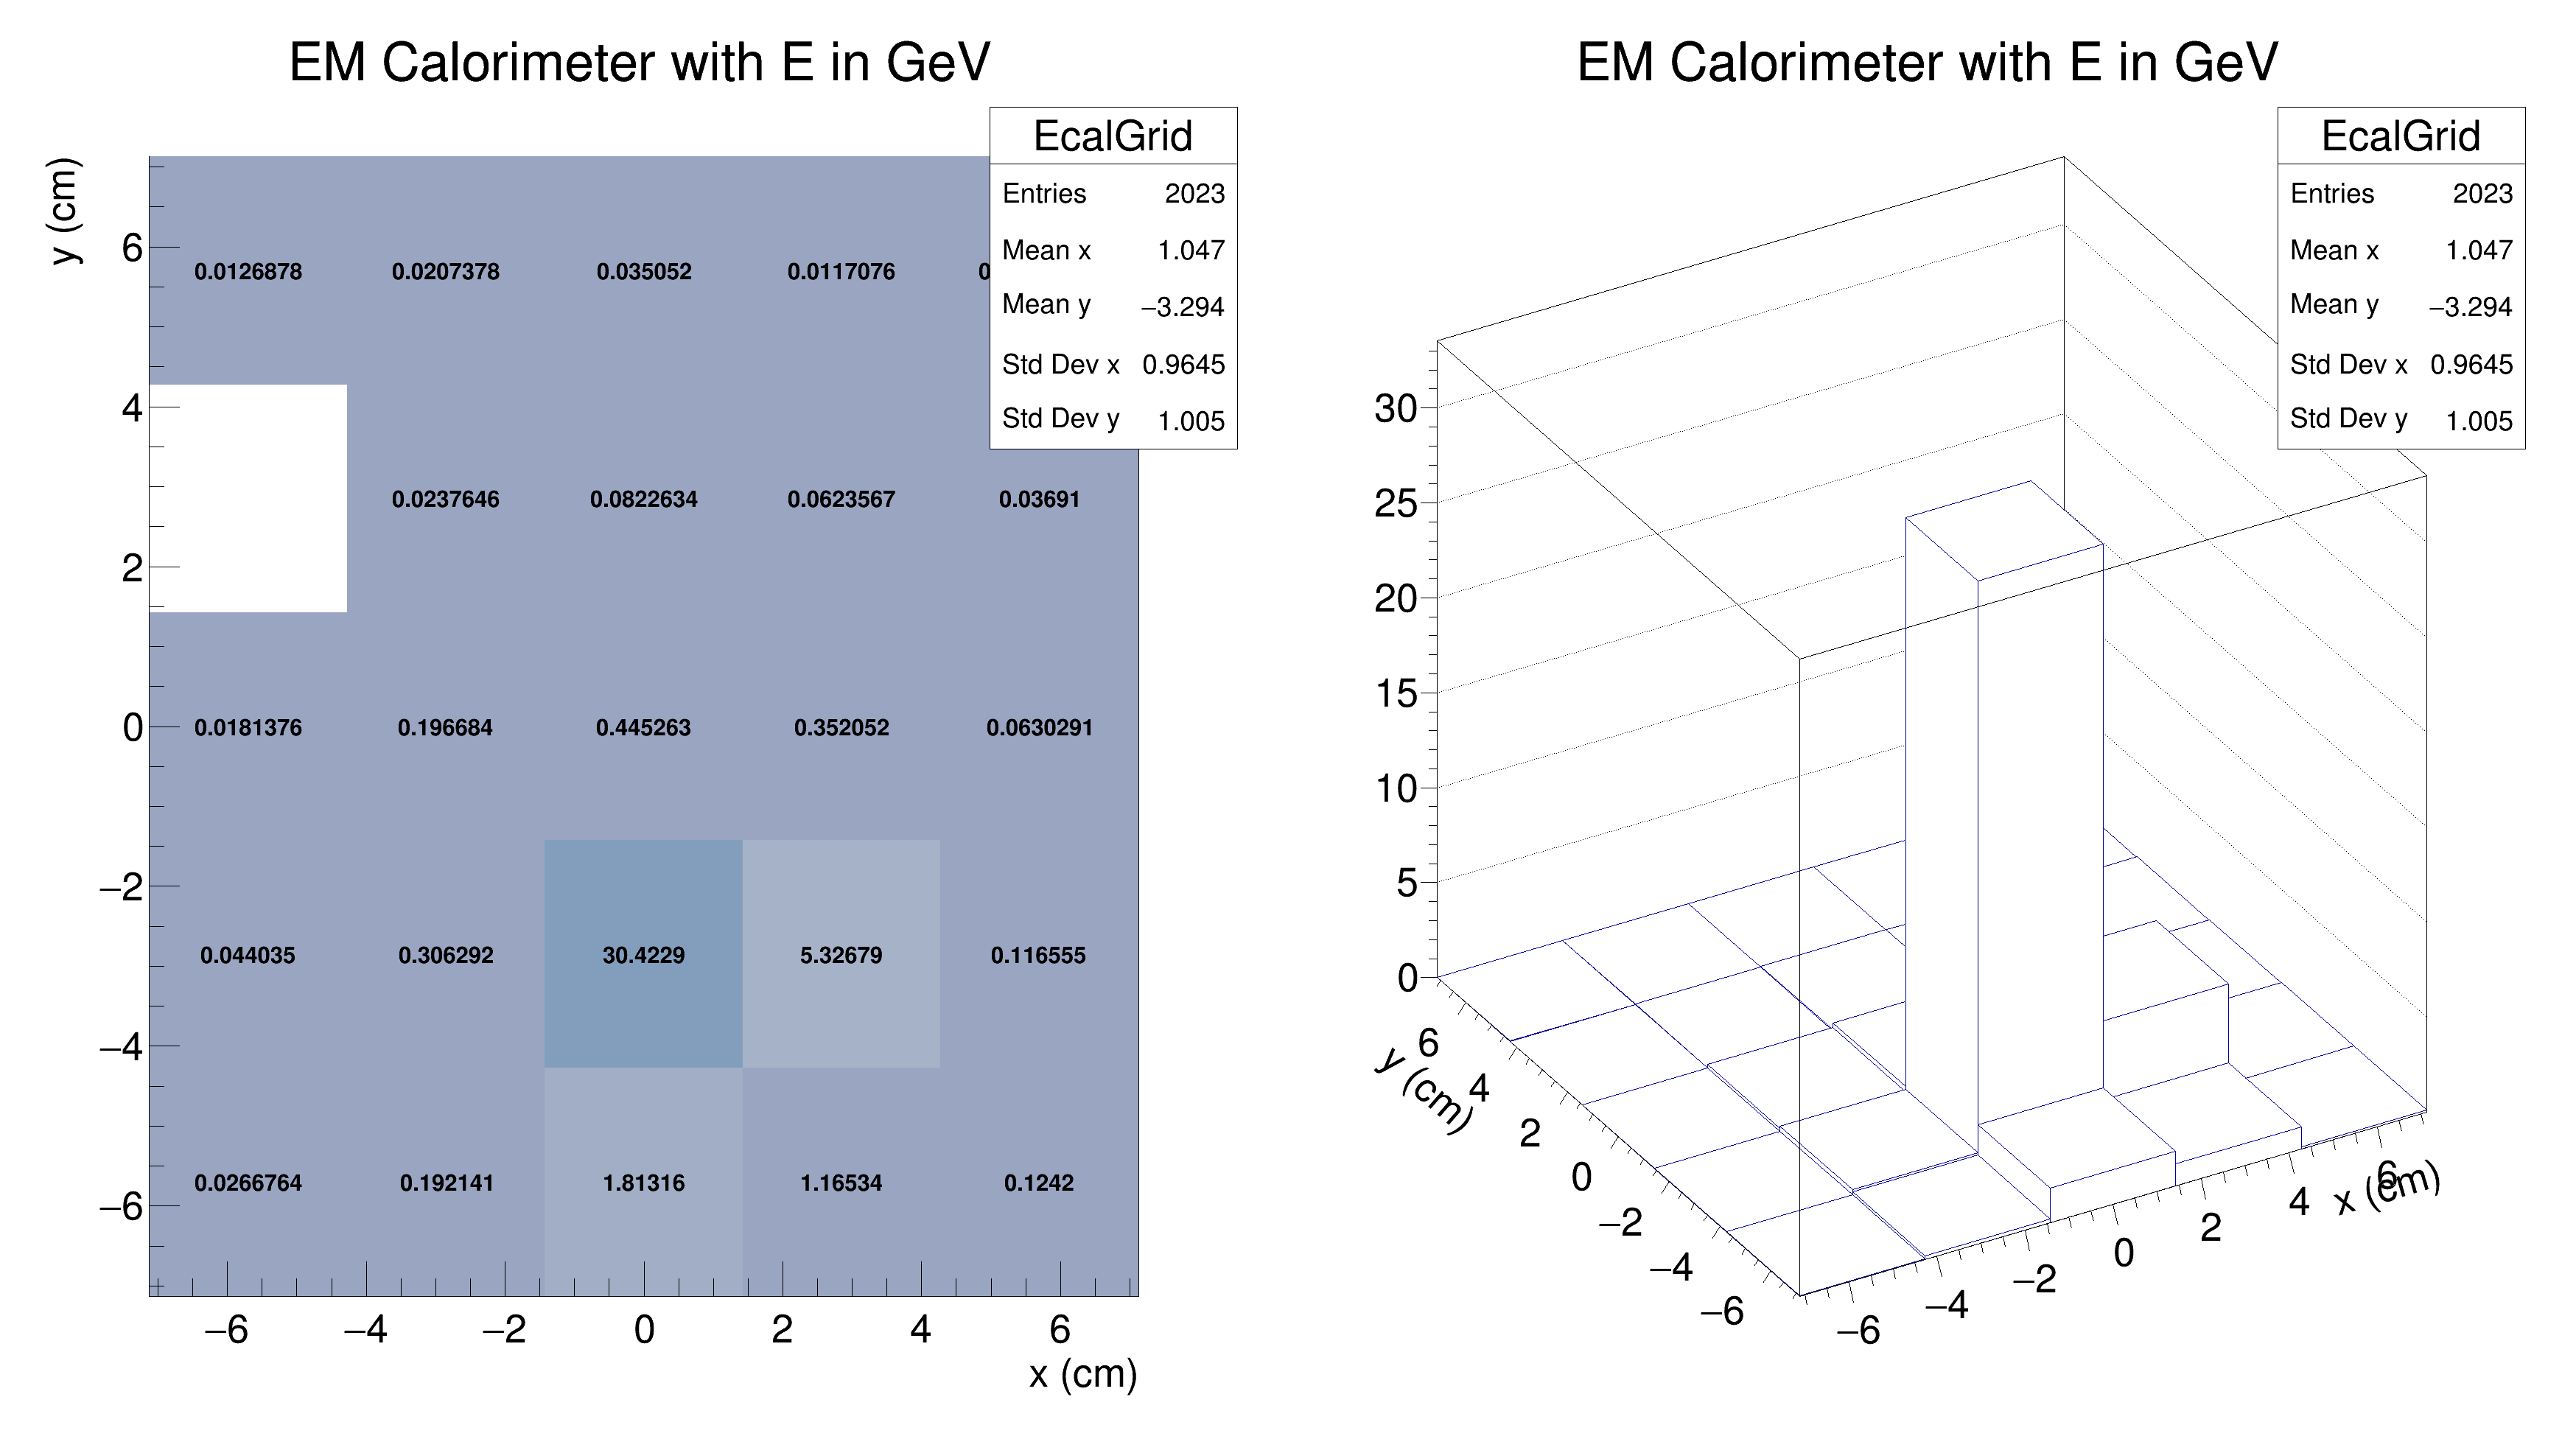 EM Calorimeter with E in GeV
y (cm)
EcalGrid
Entries 2023
Mean x 1.047
Mean y −3.294
Std Dev x 0.9645
Std Dev y 1.005
6
4
2
0
−2
−4
−6
0.0126878 0.0207378 0.035052 0.0117076
0.0237646 0.0822634 0.0623567 0.03691
0.0181376 0.196684 0.445263 0.352052 0.0630291
0.044035 0.306292 30.4229 5.32679 0.116555
0.0266764 0.192141 1.81316 1.16534 0.1242
−6 −4 −2 0 2 4 6
x (cm)
EM Calorimeter with E in GeV
EcalGrid
Entries 2023
Mean x 1.047
Mean y −3.294
Std Dev x 0.9645
Std Dev y 1.005
30
25
20
15
10
5
0
y (cm)
6
4
2
0
−2
−4
−6
−6 −4 −2 0 2 4 6
x (cm)